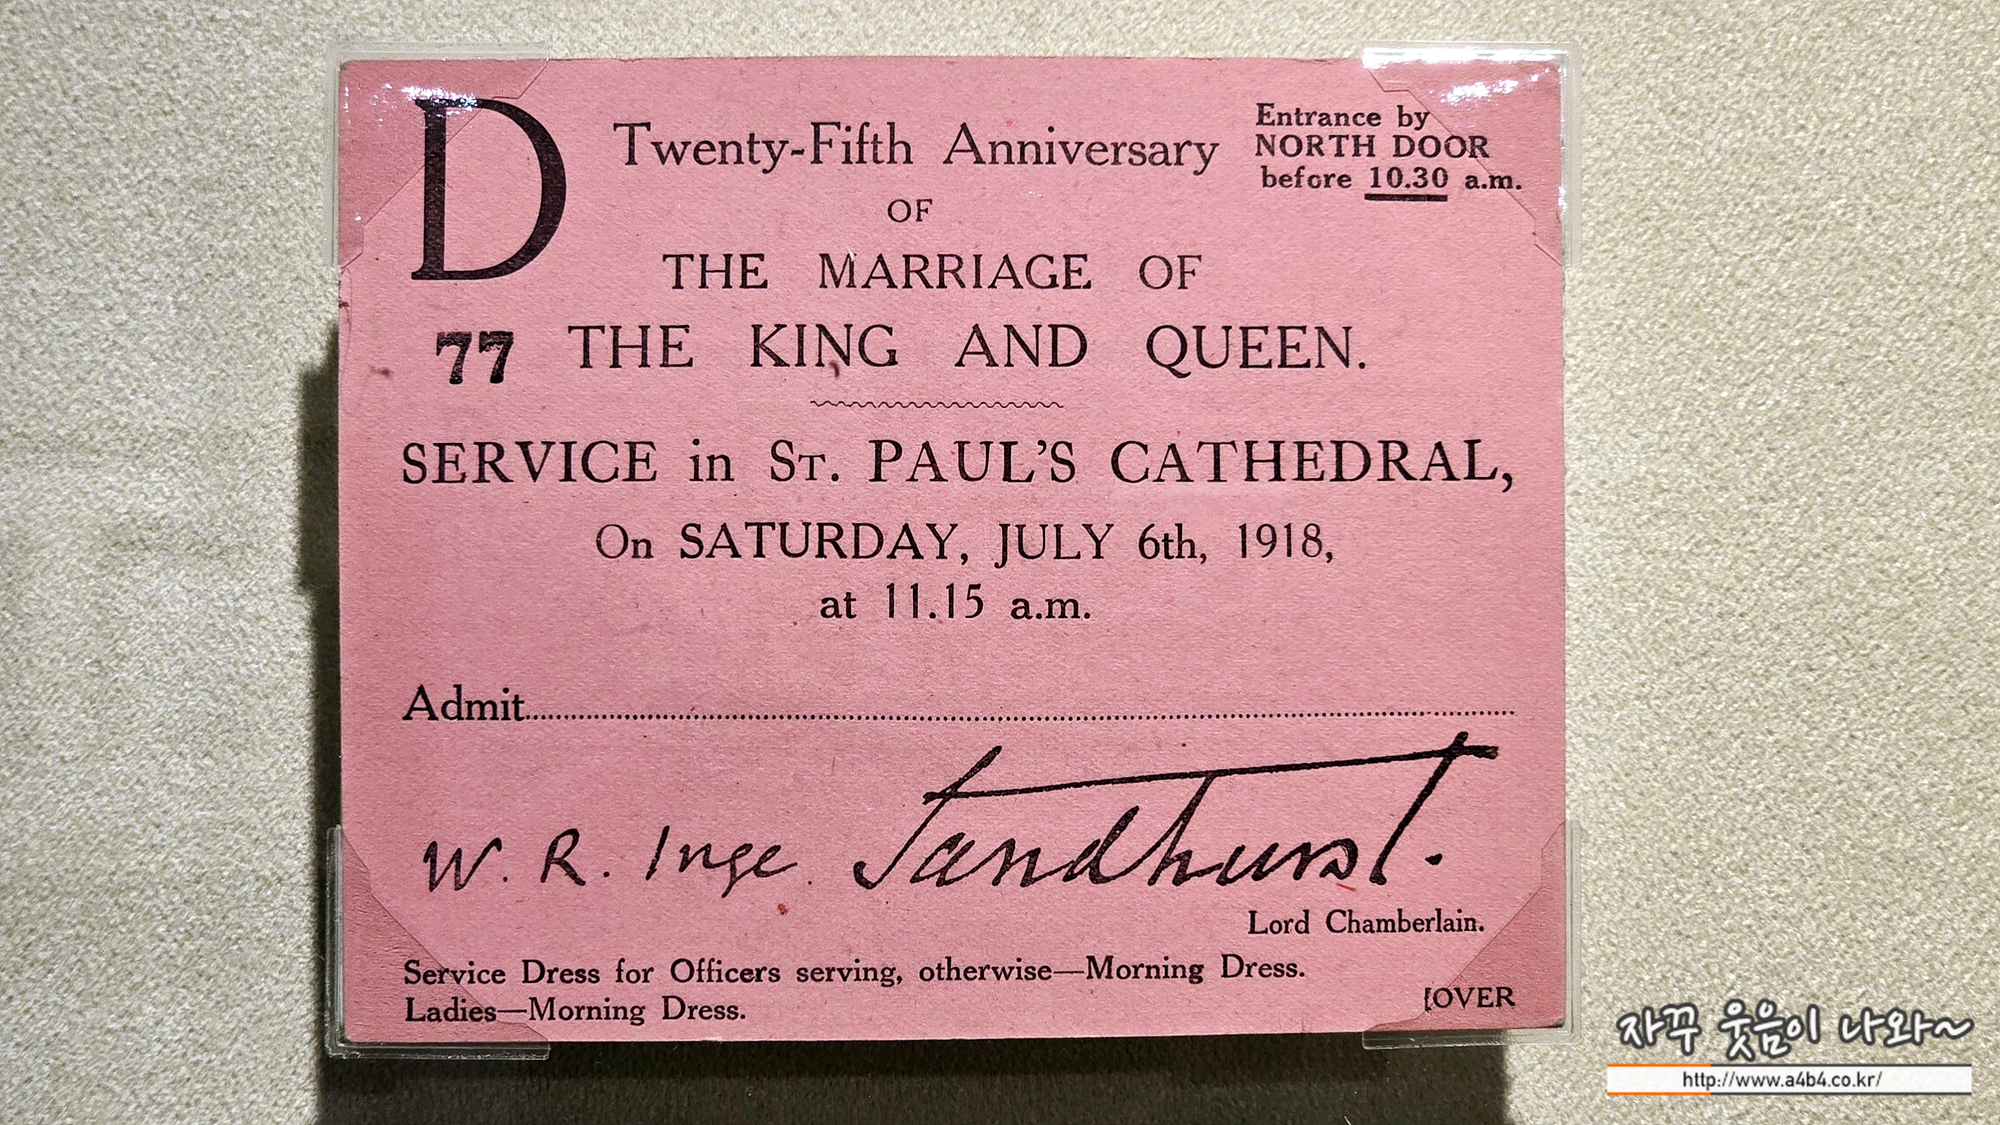 D
Twenty-Fifth Anniversary
OF
THE MARRIAGE OF
THE KING AND QUEEN.
Entrance by
NORTH DOOR
before 10.30 a.m.
77
SERVICE in ST. PAUL'S CATHEDRAL,
On SATURDAY, JULY 6th, 1918,
at 11.15 a.m.
Admit
W. R. Inge.
Sandhurst.
Lord Chamberlain.
Service Dress for Officers serving, otherwise—Morning Dress.
Ladies—Morning Dress.
[OVER
자꾸 웃음이 나와~
http://www.a4b4.co.kr/